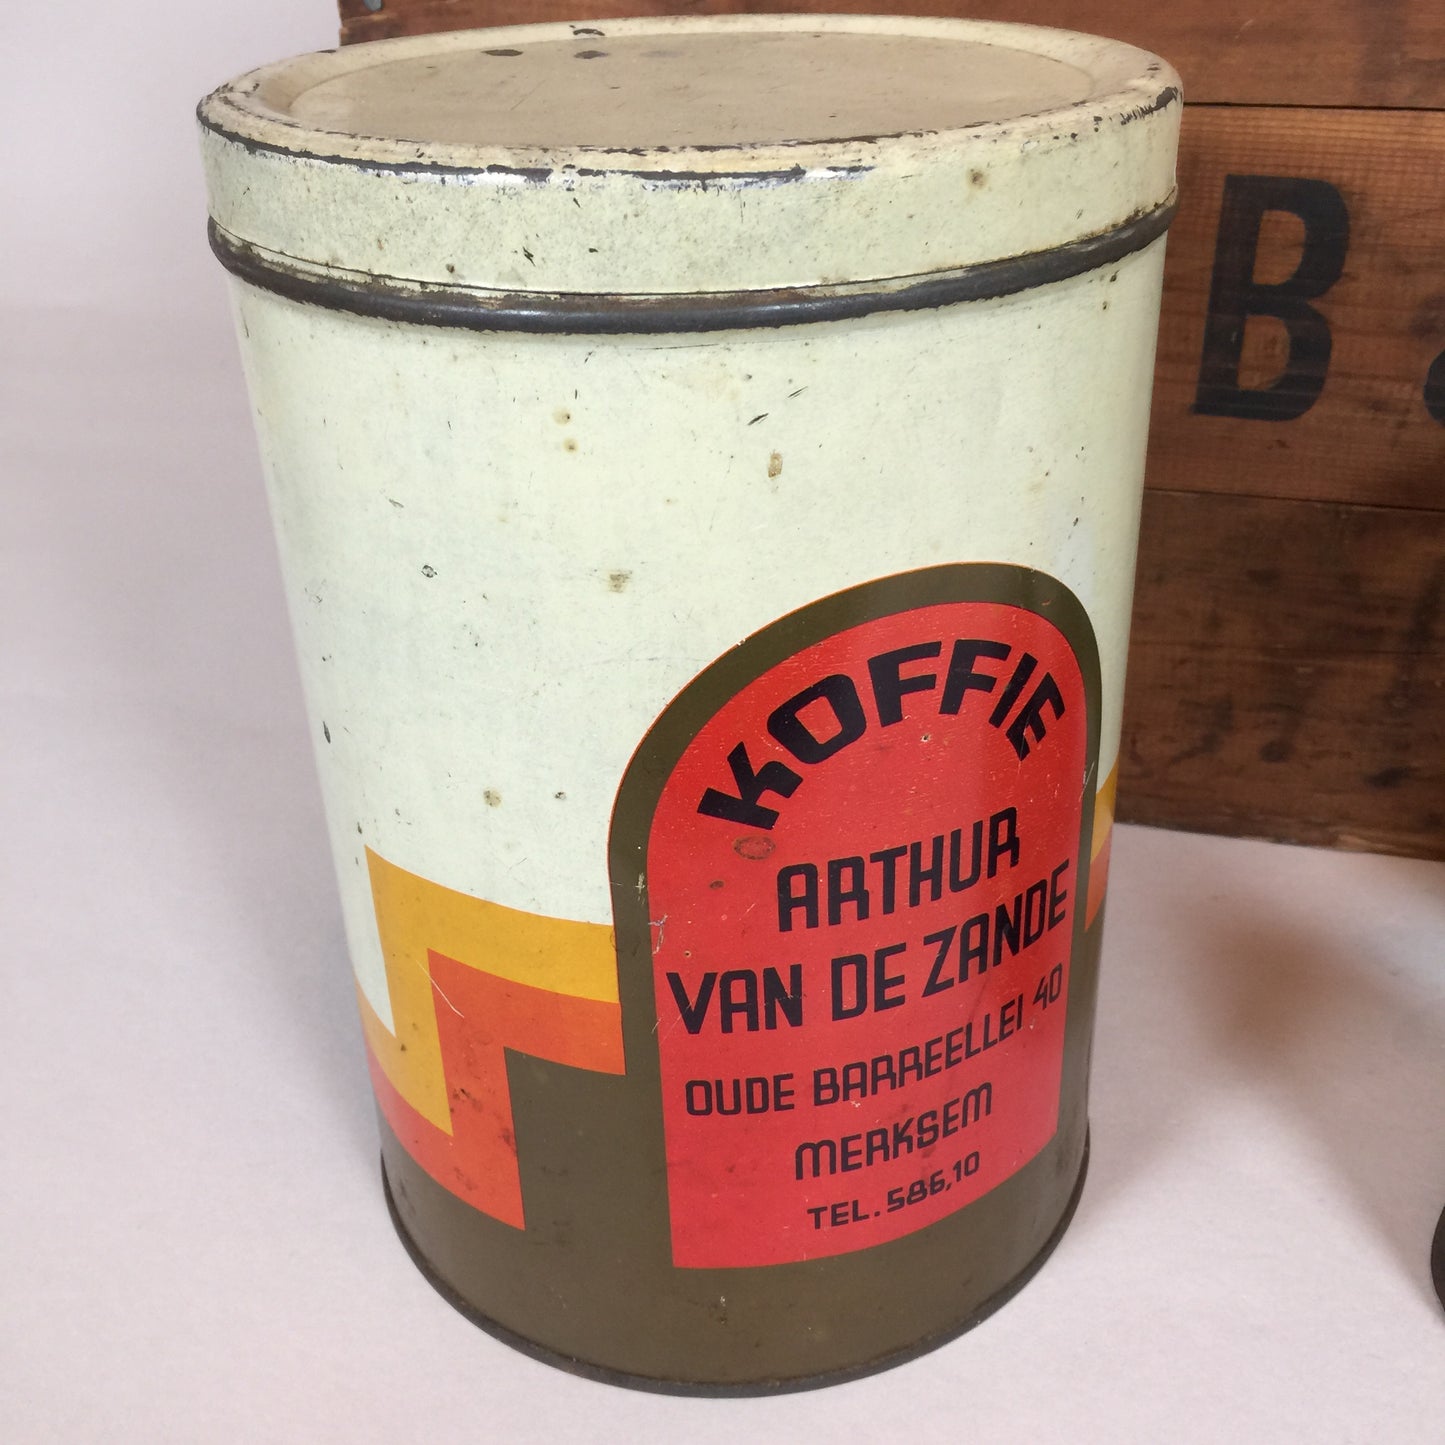 KOFFIE
ARTHUR
VAN DE ZANDE
OUDE BARREELLEI 40
MERKSEM
TEL. 586,10
B